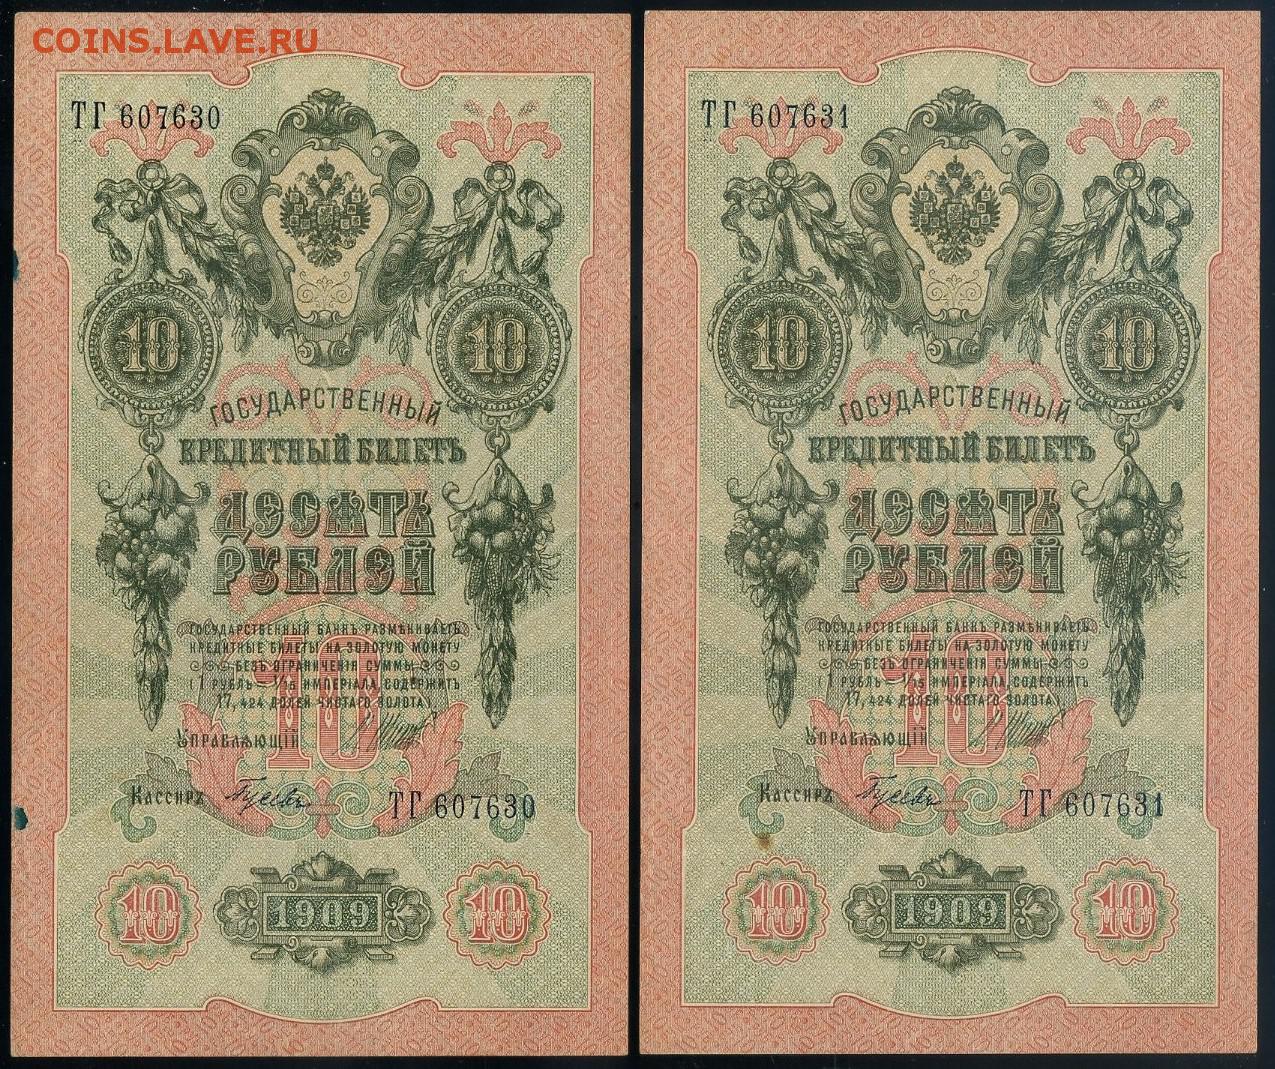 COINS.LAVE.RU
ТГ 607630
10 10
ГОСУДАРСТВЕННЫЙ
КРЕДИТНЫЙ БИЛЕТЪ
ДЕСЯТЬ
РУБЛЕЙ
ГОСУДАРСТВЕННЫЙ БАНКЪ РАЗМѢНИВАЕТЪ
КРЕДИТНЫЕ БИЛЕТЫ НА ЗОЛОТУЮ МОНЕТУ
БЕЗЪ ОГРАНИЧЕНІЯ СУММЫ
(1 РУБЛЬ = 1/15 ИМПЕРІАЛА, СОДЕРЖИТЪ
17,424 ДОЛЕЙ ЧИСТАГО ЗОЛОТА).
10
УПРАВЛЯЮЩІЙ
КАССИРЪ Гусевъ
ТГ 607630
10 1909 10
ТГ 607631
10 10
ГОСУДАРСТВЕННЫЙ
КРЕДИТНЫЙ БИЛЕТЪ
ДЕСЯТЬ
РУБЛЕЙ
ГОСУДАРСТВЕННЫЙ БАНКЪ РАЗМѢНИВАЕТЪ
КРЕДИТНЫЕ БИЛЕТЫ НА ЗОЛОТУЮ МОНЕТУ
БЕЗЪ ОГРАНИЧЕНІЯ СУММЫ
(1 РУБЛЬ = 1/15 ИМПЕРІАЛА, СОДЕРЖИТЪ
17,424 ДОЛЕЙ ЧИСТАГО ЗОЛОТА).
10
УПРАВЛЯЮЩІЙ
КАССИРЪ Гусевъ
ТГ 607631
10 1909 10